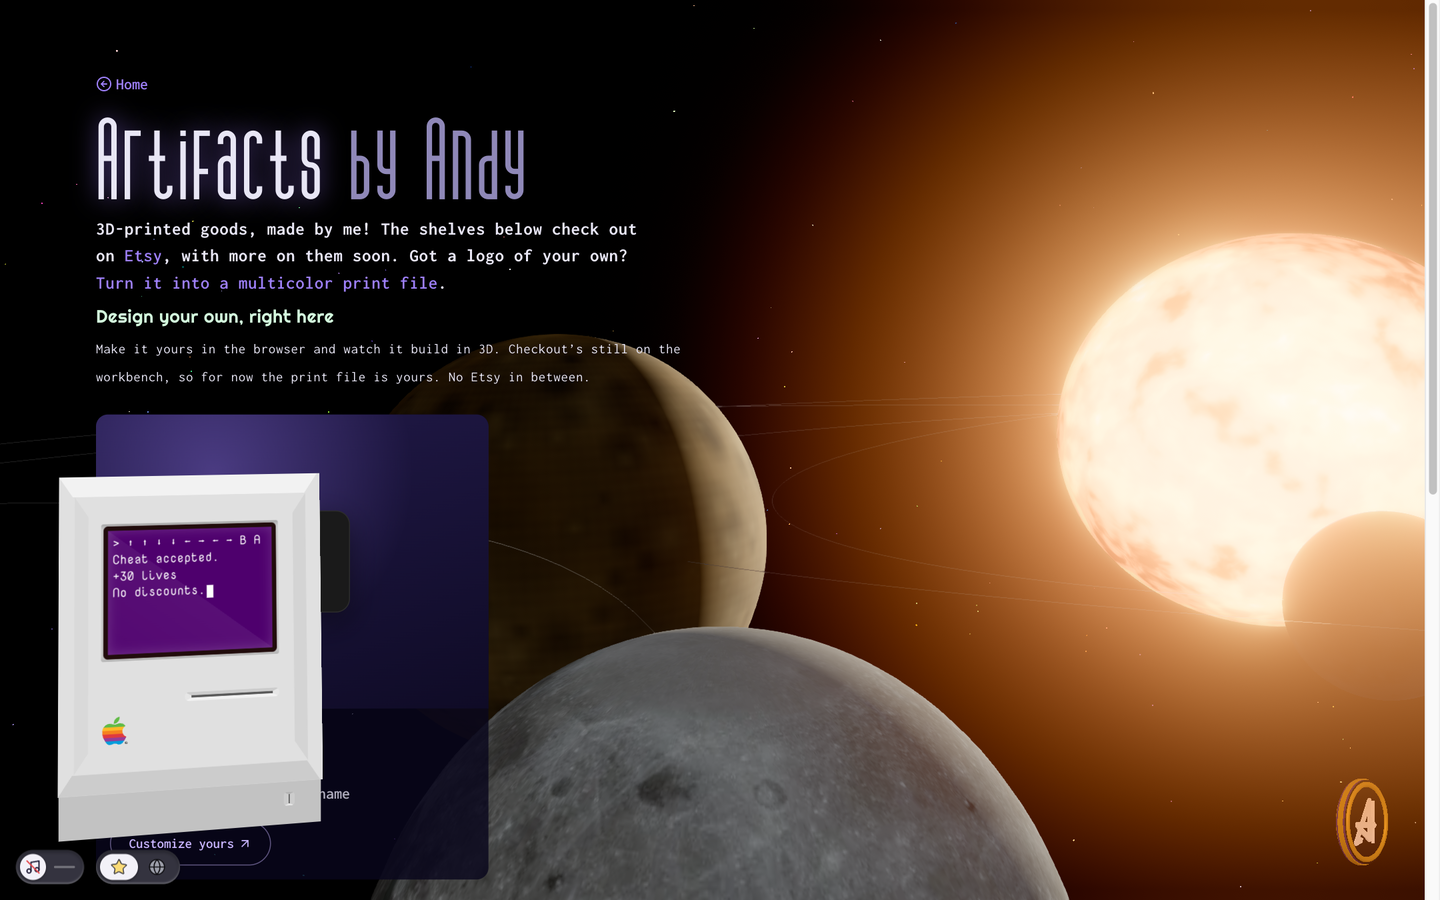 Home
Artifacts by Andy
3D-printed goods, made by me! The shelves below check out
on Etsy, with more on them soon. Got a logo of your own?
Turn it into a multicolor print file.
Design your own, right here
Make it yours in the browser and watch it build in 3D. Checkout's still on the
workbench, so for now the print file is yours. No Etsy in between.
> ↑ ↑ ↓ ↓ ← → ← → B A
Cheat accepted.
+30 Lives
No discounts.
name
Customize yours ↗
A